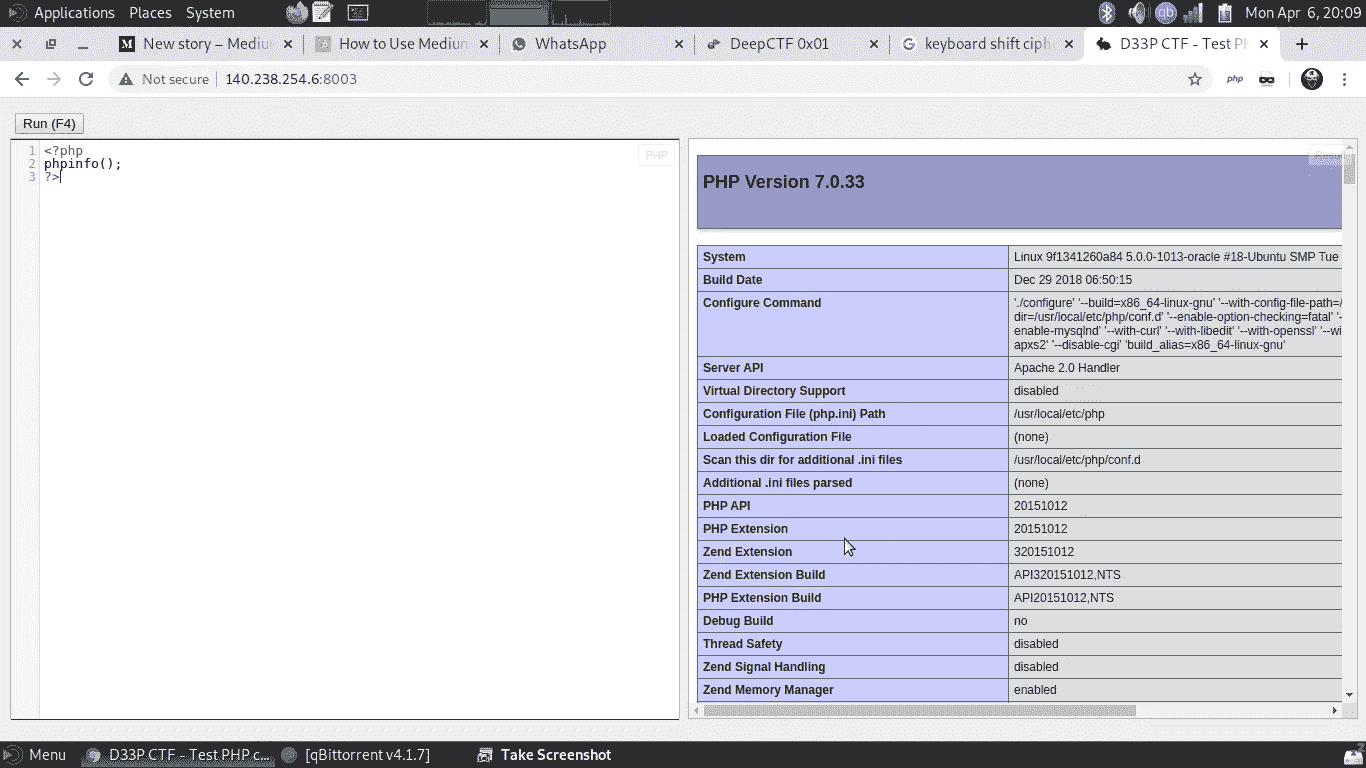 Applications Places System Mon Apr 6, 20:09
New story – Mediu How to Use Medium WhatsApp DeepCTF 0x01 keyboard shift ciph D33P CTF - Test P
Not secure 140.238.254.6:8003 php
Run (F4)
1 <?php
2 phpinfo();
3 ?>
PHP
PHP Version 7.0.33
System Linux 9f1341260a84 5.0.0-1013-oracle #18-Ubuntu SMP Tue
Build Date Dec 29 2018 06:50:15
Configure Command './configure' '--build=x86_64-linux-gnu' '--with-config-file-path=/
dir=/usr/local/etc/php/conf.d' '--enable-option-checking=fatal' '-
enable-mysqlnd' '--with-curl' '--with-libedit' '--with-openssl' '--wi
apxs2' '--disable-cgi' 'build_alias=x86_64-linux-gnu'
Server API Apache 2.0 Handler
Virtual Directory Support disabled
Configuration File (php.ini) Path /usr/local/etc/php
Loaded Configuration File (none)
Scan this dir for additional .ini files /usr/local/etc/php/conf.d
Additional .ini files parsed (none)
PHP API 20151012
PHP Extension 20151012
Zend Extension 320151012
Zend Extension Build API320151012,NTS
PHP Extension Build API20151012,NTS
Debug Build no
Thread Safety disabled
Zend Signal Handling disabled
Zend Memory Manager enabled
Menu D33P CTF - Test PHP c... [qBittorrent v4.1.7] Take Screenshot